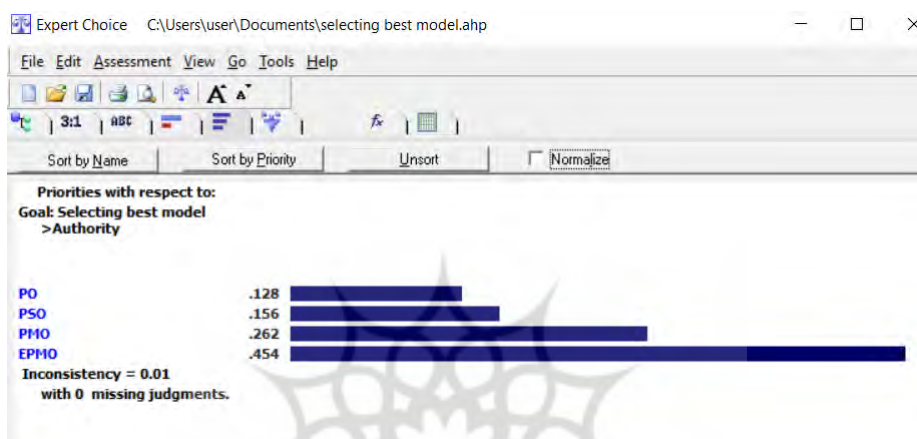 Expert Choice C:\Users\user\Documents\selecting best model.ahp
File Edit Assessment View Go Tools Help
A A
3:1 ABC fx
Sort by Name Sort by Priority Unsort Normalize
Priorities with respect to:
Goal: Selecting best model
>Authority
PO .128
PSO .156
PMO .262
EPMO .454
Inconsistency = 0.01
with 0 missing judgments.